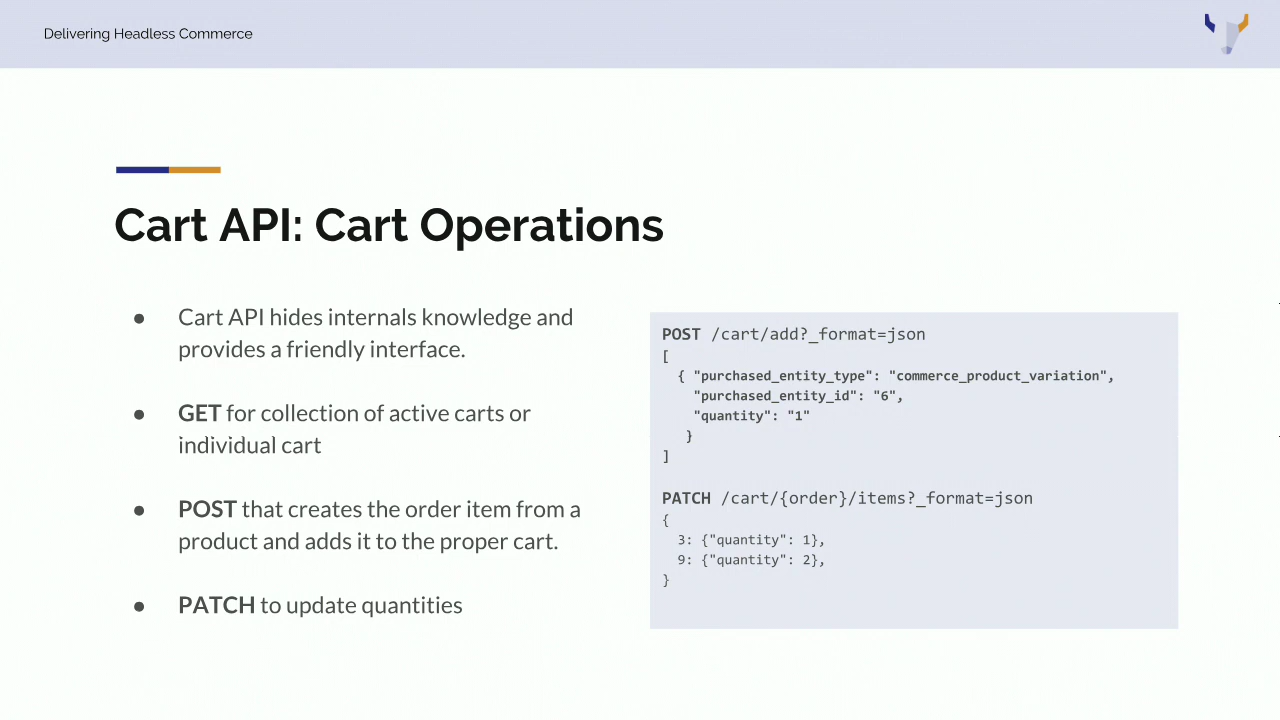 Delivering Headless Commerce
Cart API: Cart Operations
● Cart API hides internals knowledge and
provides a friendly interface.
● GET for collection of active carts or
individual cart
● POST that creates the order item from a
product and adds it to the proper cart.
● PATCH to update quantities
POST /cart/add?_format=json
[
{ "purchased_entity_type": "commerce_product_variation",
"purchased_entity_id": "6",
"quantity": "1"
}
]
PATCH /cart/{order}/items?_format=json
{
3: {"quantity": 1},
9: {"quantity": 2},
}